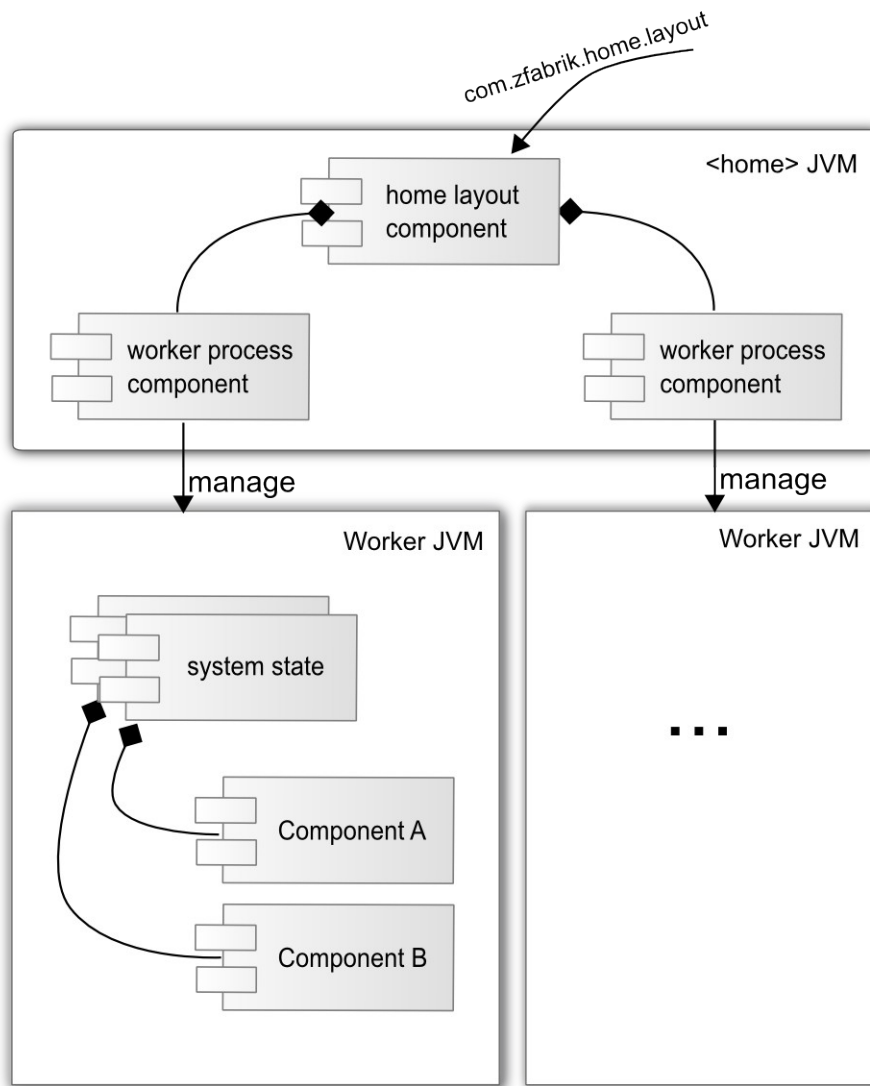 com.zfabrik.home.layout
<home> JVM
home layout
component
worker process
component
worker process
component
manage
manage
Worker JVM
Worker JVM
system state
...
Component A
Component B